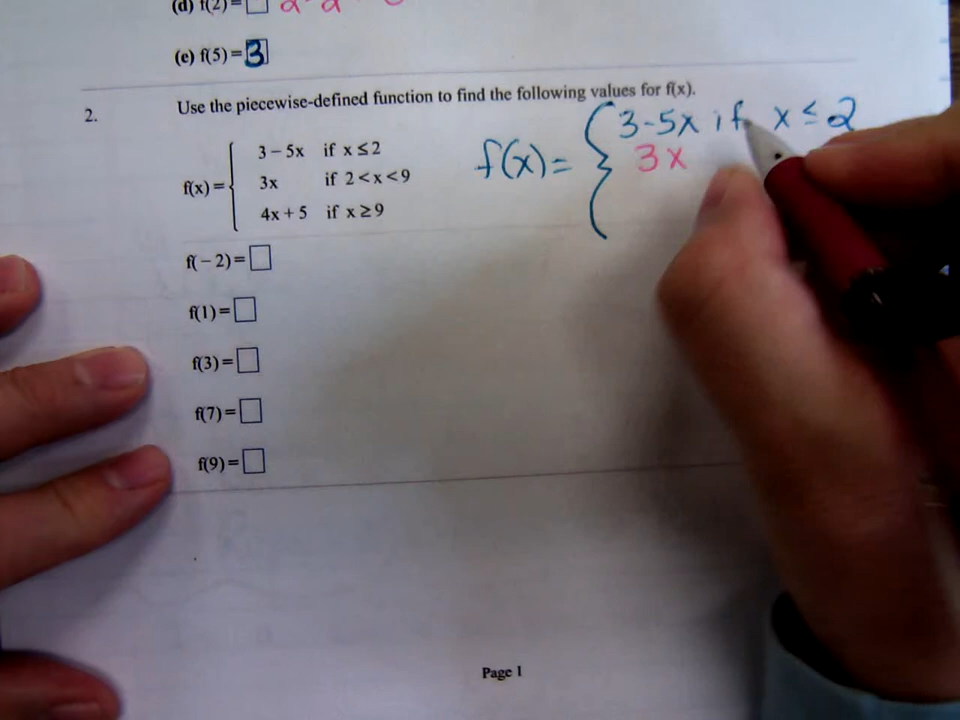 (d) f(2) =
(e) f(5) = 3
2. Use the piecewise-defined function to find the following values for f(x).
f(x) = { 3 − 5x if x ≤ 2
3x if 2 < x < 9
4x + 5 if x ≥ 9
f(x) = { 3-5x if x ≤ 2
3x
f( − 2) =
f(1) =
f(3) =
f(7) =
f(9) =
Page 1